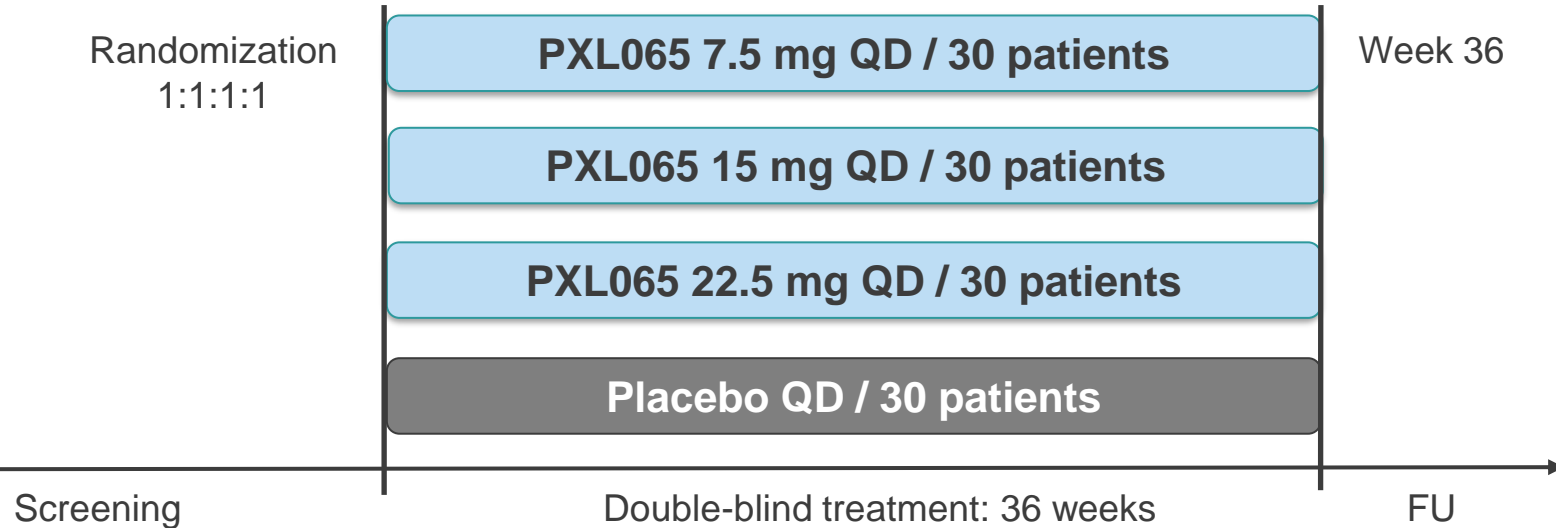 Randomization
1:1:1:1
PXL065 7.5 mg QD / 30 patients
Week 36
PXL065 15 mg QD / 30 patients
PXL065 22.5 mg QD / 30 patients
Placebo QD / 30 patients
Screening
Double-blind treatment: 36 weeks
FU